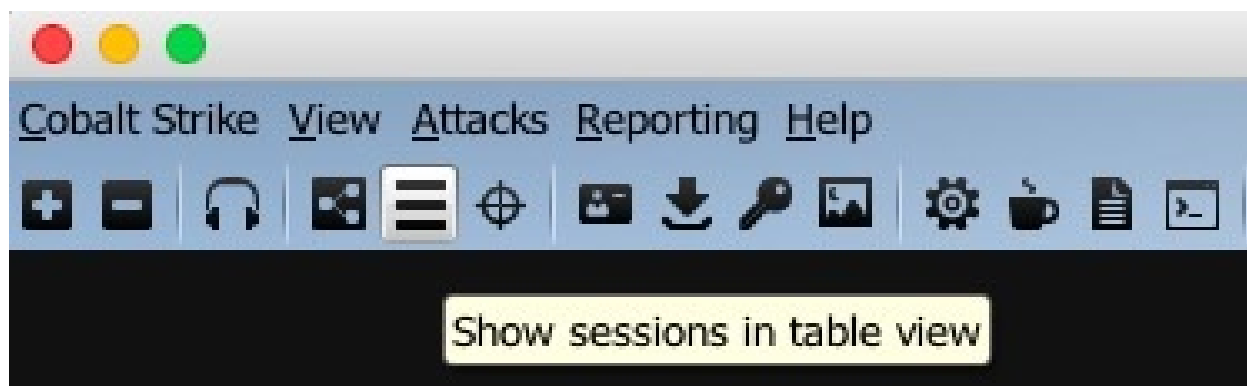 Cobalt Strike View Attacks Reporting Help
Show sessions in table view